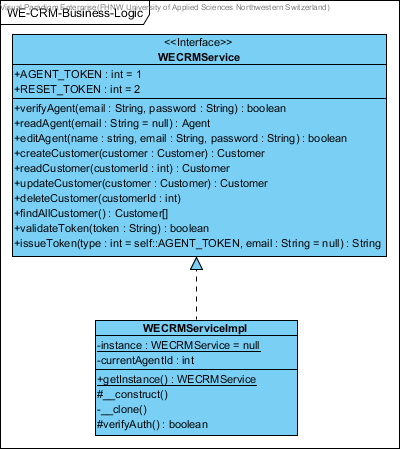 Visual Paradigm Enterprise(FHNW University of Applied Sciences Northwestern Switzerland)
WE-CRM-Business-Logic
<<Interface>>
WECRMService
+AGENT_TOKEN : int = 1
+RESET_TOKEN : int = 2
+verifyAgent(email : String, password : String) : boolean
+readAgent(email : String = null) : Agent
+editAgent(name : string, email : String, password : String) : boolean
+createCustomer(customer : Customer) : Customer
+readCustomer(customerId : int) : Customer
+updateCustomer(customer : Customer) : Customer
+deleteCustomer(customerId : int)
+findAllCustomer() : Customer[]
+validateToken(token : String) : boolean
+issueToken(type : int = self::AGENT_TOKEN, email : String = null) : String
WECRMServiceImpl
-instance : WECRMService = null
-currentAgentId : int
+getInstance() : WECRMService
#__construct()
-__clone()
#verifyAuth() : boolean